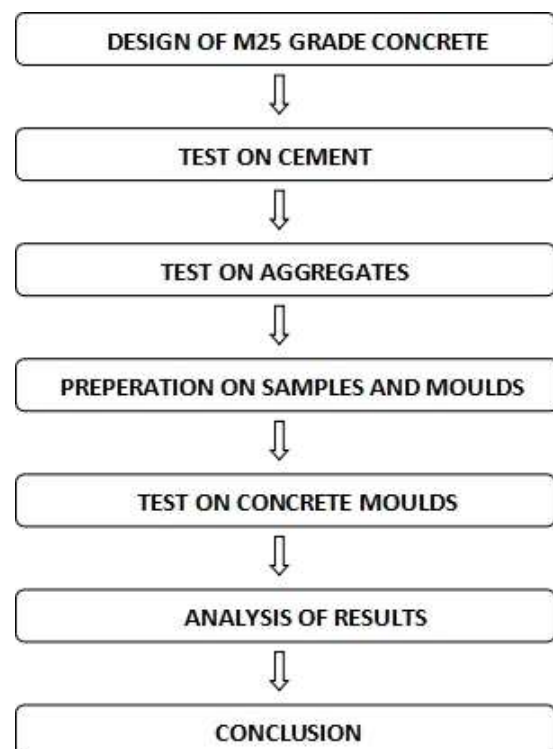 DESIGN OF M25 GRADE CONCRETE
TEST ON CEMENT
TEST ON AGGREGATES
PREPERATION ON SAMPLES AND MOULDS
TEST ON CONCRETE MOULDS
ANALYSIS OF RESULTS
CONCLUSION